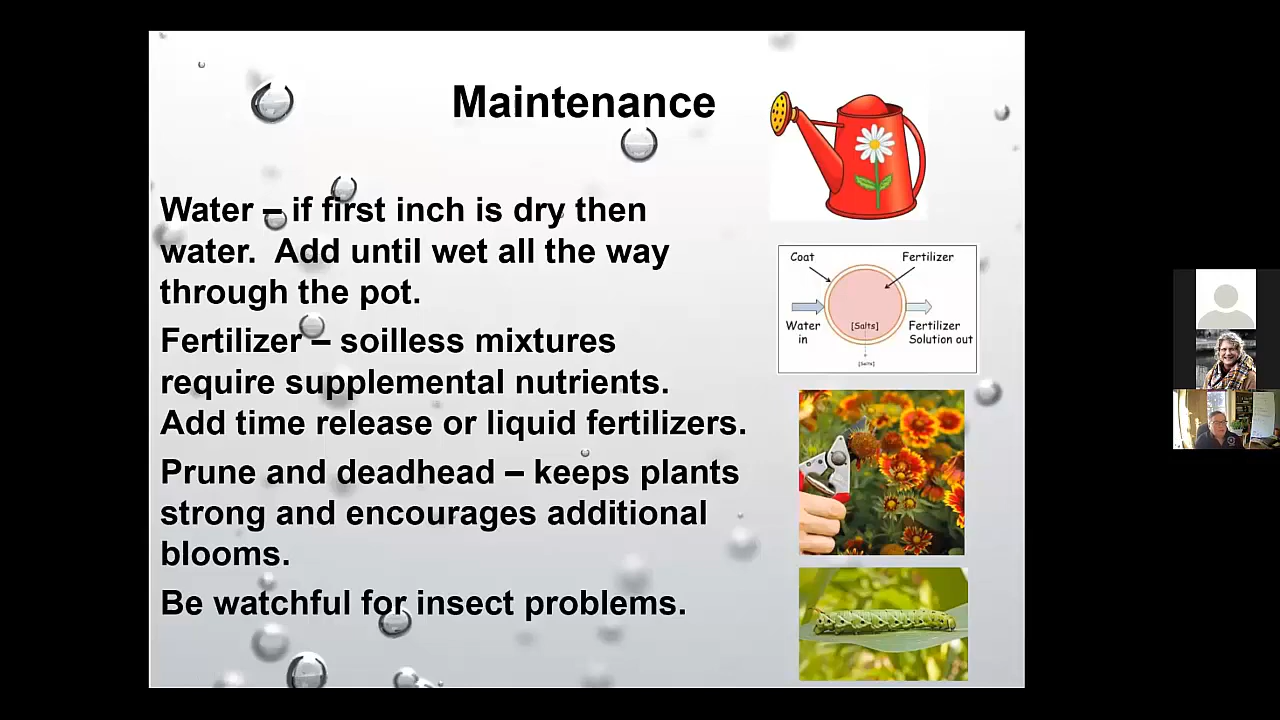 Maintenance
Water – if first inch is dry then
water.  Add until wet all the way
through the pot.
Fertilizer – soilless mixtures
require supplemental nutrients.
Add time release or liquid fertilizers.
Prune and deadhead – keeps plants
strong and encourages additional
blooms.
Be watchful for insect problems.
Coat
Fertilizer
[Salts]
Water
in
Fertilizer
Solution out
[Salts]